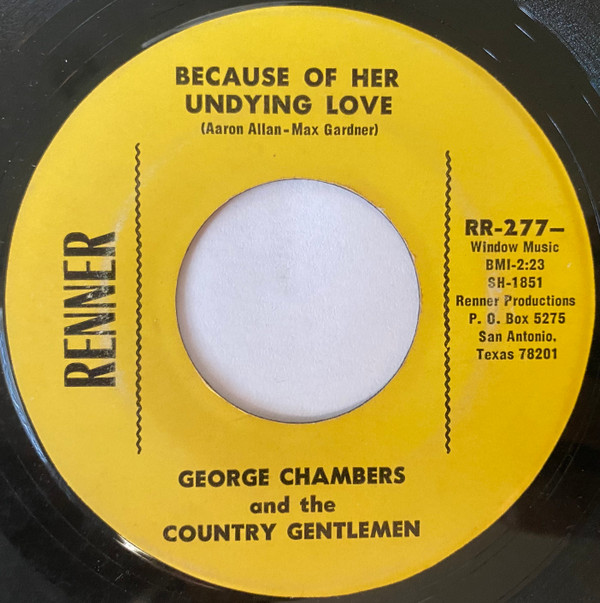 BECAUSE OF HER
UNDYING LOVE
(Aaron Allan-Max Gardner)
RENNER
RR-277-
Window Music
BMI-2:23
SH-1851
Renner Productions
P. O. Box 5275
San Antonio,
Texas 78201
GEORGE CHAMBERS
and the
COUNTRY GENTLEMEN